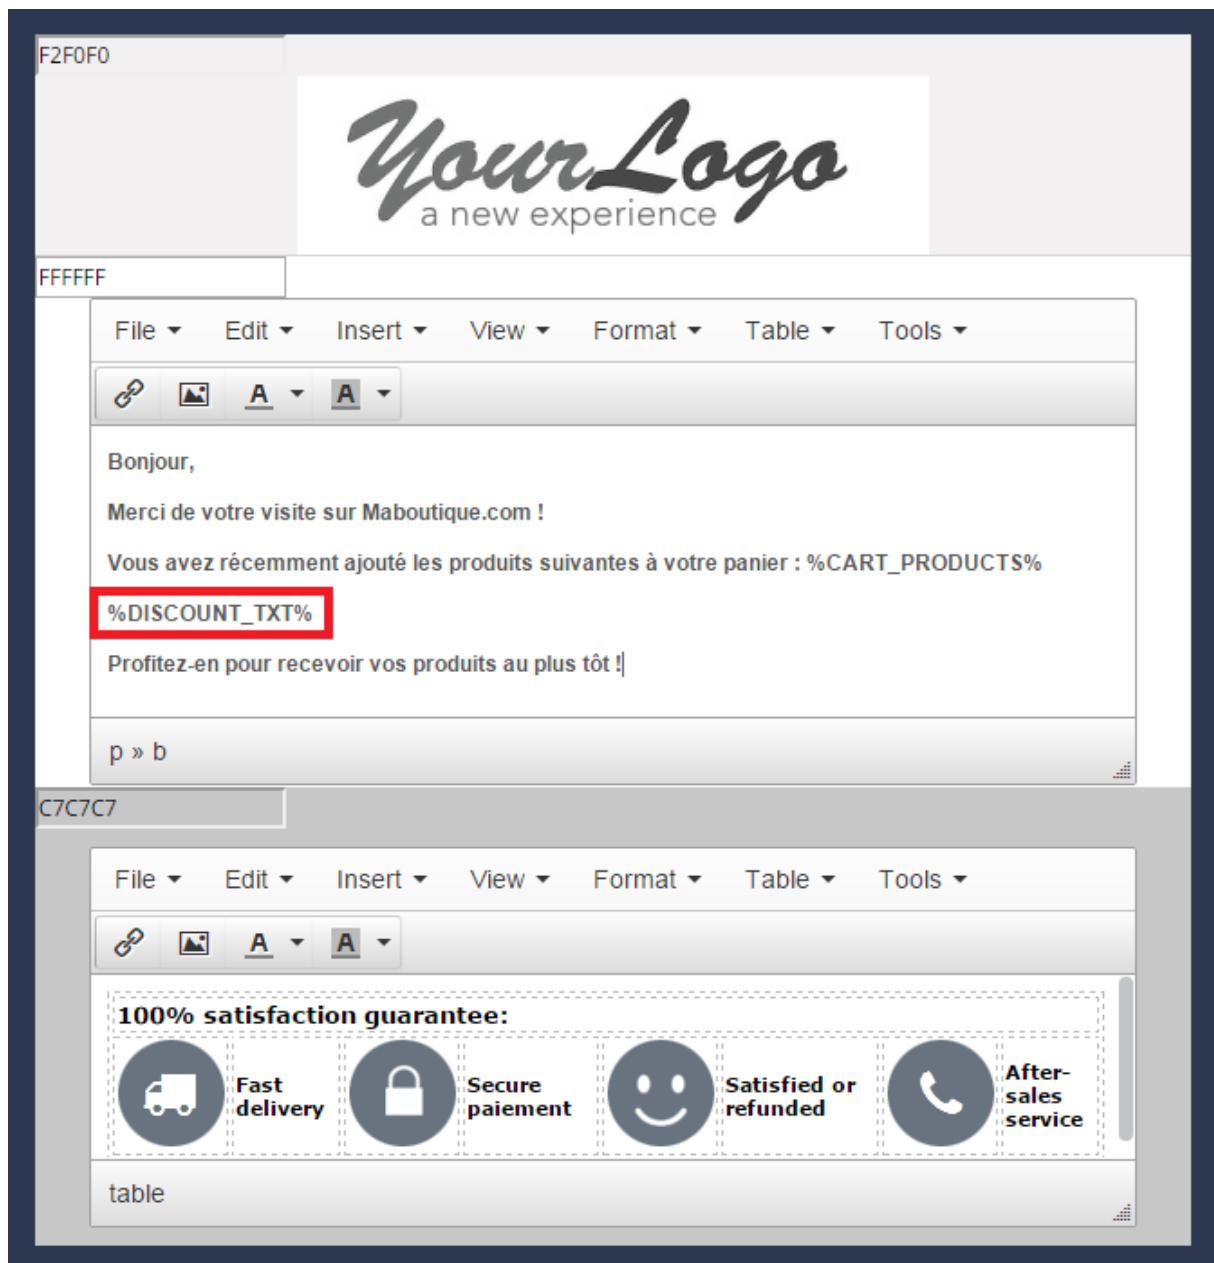 F2F0F0
YourLogo
a new experience
FFFFFF
File Edit Insert View Format Table Tools
A A
Bonjour,
Merci de votre visite sur Maboutique.com !
Vous avez récemment ajouté les produits suivantes à votre panier : %CART_PRODUCTS%
%DISCOUNT_TXT%
Profitez-en pour recevoir vos produits au plus tôt !
p » b
C7C7C7
File Edit Insert View Format Table Tools
A A
100% satisfaction guarantee:
Fast
delivery
Secure
paiement
Satisfied or
refunded
After-
sales
service
table